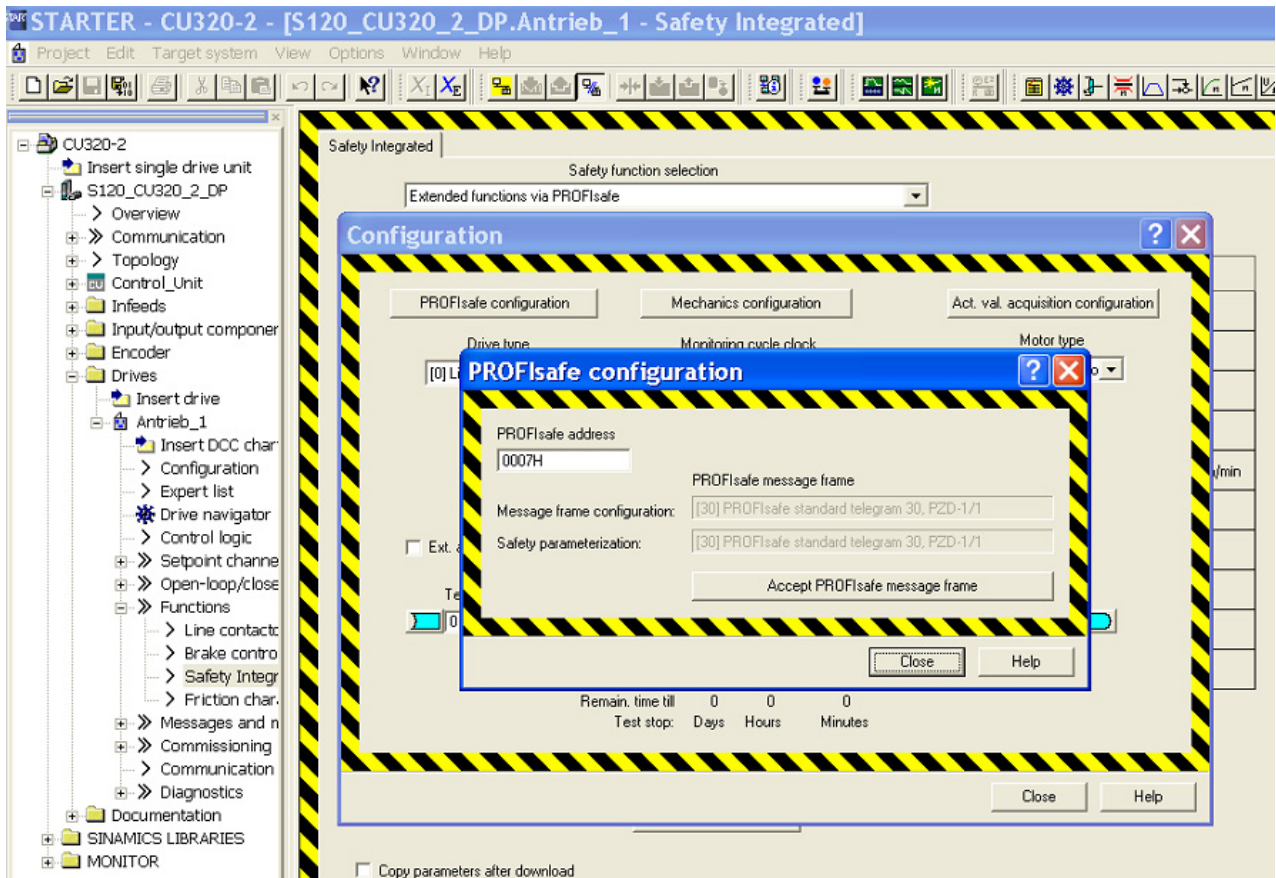 STARTER - CU320-2 - [S120_CU320_2_DP.Antrieb_1 - Safety Integrated]
Project Edit Target system View Options Window Help
CU320-2
Insert single drive unit
S120_CU320_2_DP
Overview
Communication
Topology
Control_Unit
Infeeds
Input/output componer
Encoder
Drives
Insert drive
Antrieb_1
Insert DCC char
Configuration
Expert list
Drive navigator
Control logic
Setpoint channe
Open-loop/close
Functions
Line contacto
Brake contro
Safety Integr
Friction char
Messages and n
Commissioning
Communication
Diagnostics
Documentation
SINAMICS LIBRARIES
MONITOR
Safety Integrated
Safety function selection
Extended functions via PROFIsafe
Configuration
PROFIsafe configuration Mechanics configuration Act. val. acquisition configuration
Drive type Monitoring cycle clock Motor type
[0] Li
PROFIsafe configuration
PROFIsafe address
0007H
PROFIsafe message frame
Message frame configuration: [30] PROFIsafe standard telegram 30, PZD-1/1
Safety parameterization: [30] PROFIsafe standard telegram 30, PZD-1/1
Accept PROFIsafe message frame
Close Help
/min
Ext.
Te
0
Remain. time till 0 0 0
Test stop: Days Hours Minutes
Close Help
Copy parameters after download